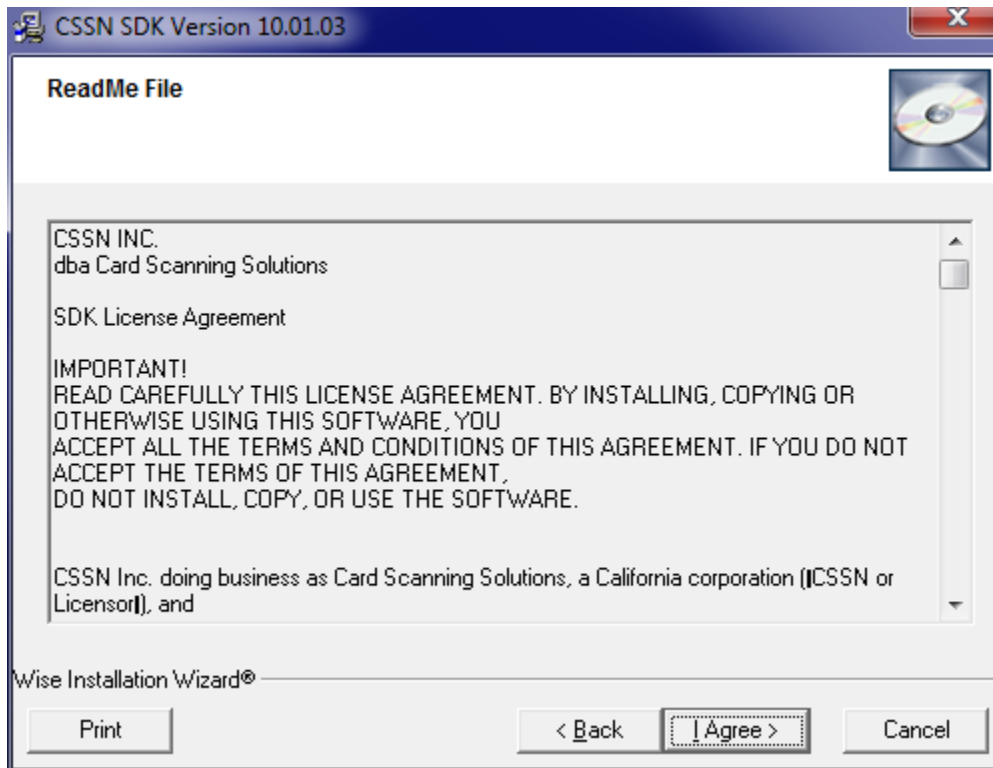 CSSN SDK Version 10.01.03
ReadMe File
CSSN INC.
dba Card Scanning Solutions
SDK License Agreement
IMPORTANT!
READ CAREFULLY THIS LICENSE AGREEMENT. BY INSTALLING, COPYING OR
OTHERWISE USING THIS SOFTWARE, YOU
ACCEPT ALL THE TERMS AND CONDITIONS OF THIS AGREEMENT. IF YOU DO NOT
ACCEPT THE TERMS OF THIS AGREEMENT,
DO NOT INSTALL, COPY, OR USE THE SOFTWARE.
CSSN Inc. doing business as Card Scanning Solutions, a California corporation (|CSSN or
Licensor|), and
Wise Installation Wizard®
Print
< Back
I Agree >
Cancel